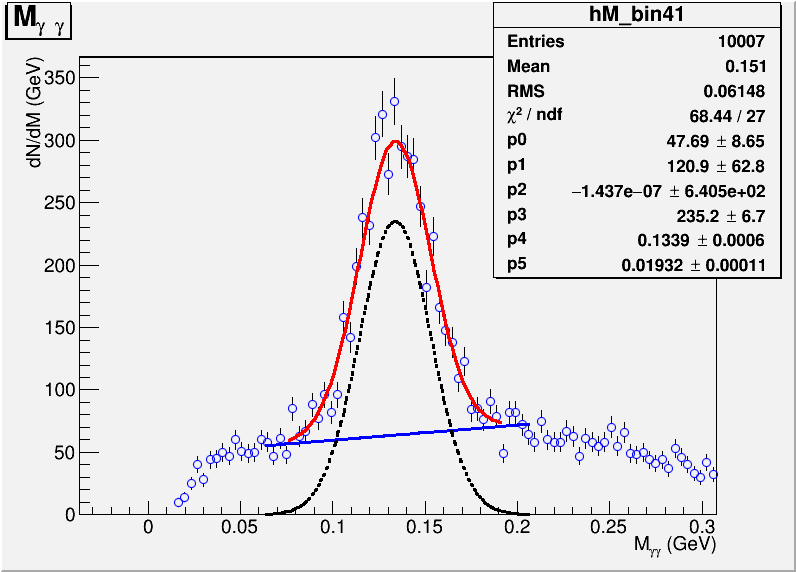 M γ γ
hM_bin41
Entries 10007
Mean 0.151
RMS 0.06148
χ² / ndf 68.44 / 27
p0 47.69 ± 8.65
p1 120.9 ± 62.8
p2 −1.437e−07 ± 6.405e+02
p3 235.2 ± 6.7
p4 0.1339 ± 0.0006
p5 0.01932 ± 0.00011
dN/dM (GeV)
350
300
250
200
150
100
50
0
0 0.05 0.1 0.15 0.2 0.25 0.3
M γγ (GeV)